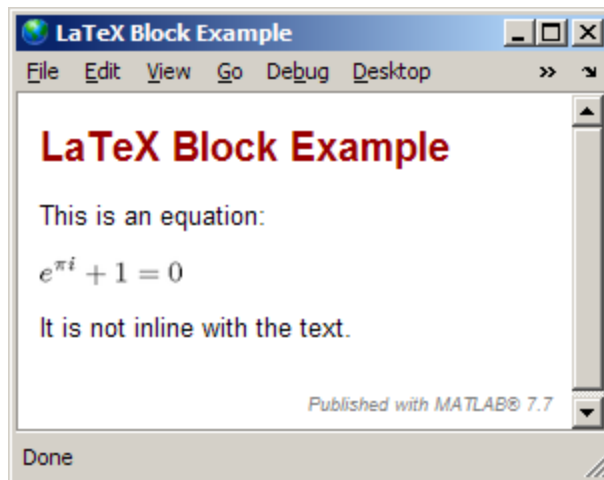 LaTeX Block Example
File Edit View Go Debug Desktop »
LaTeX Block Example
This is an equation:
e^{πi} + 1 = 0
It is not inline with the text.
Published with MATLAB® 7.7
Done